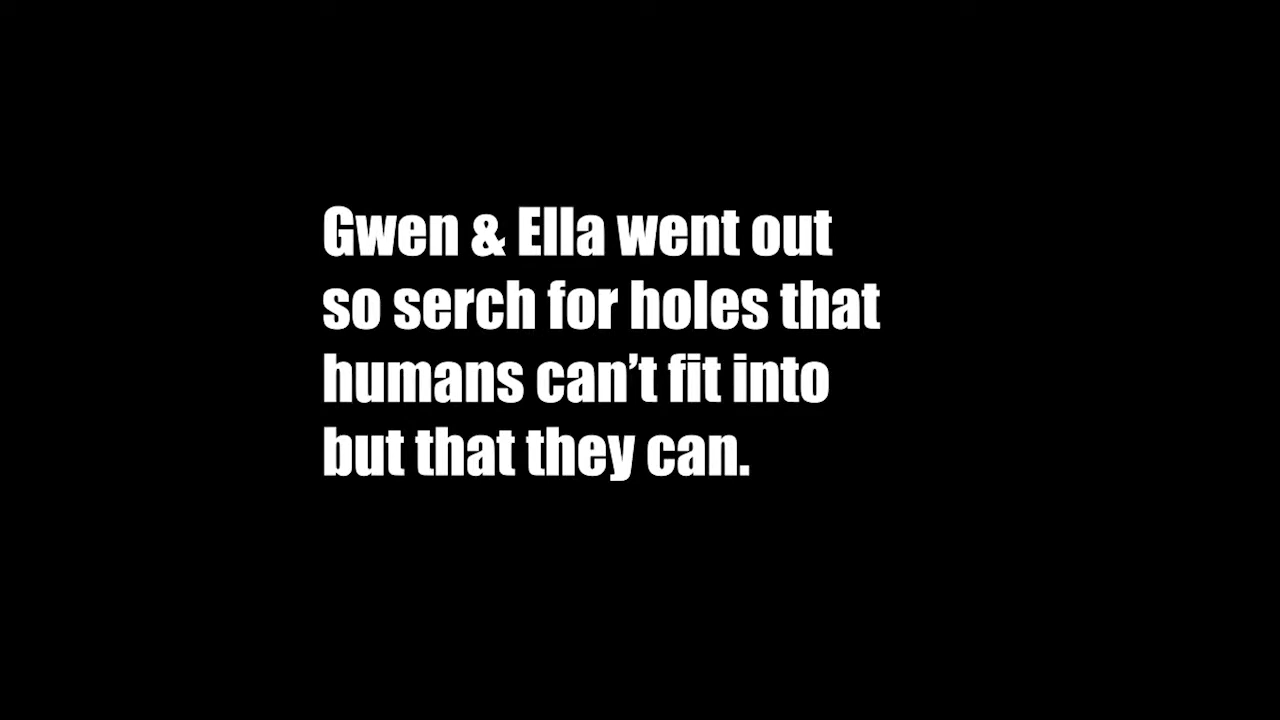 Gwen & Ella went out
so serch for holes that
humans can’t fit into
but that they can.